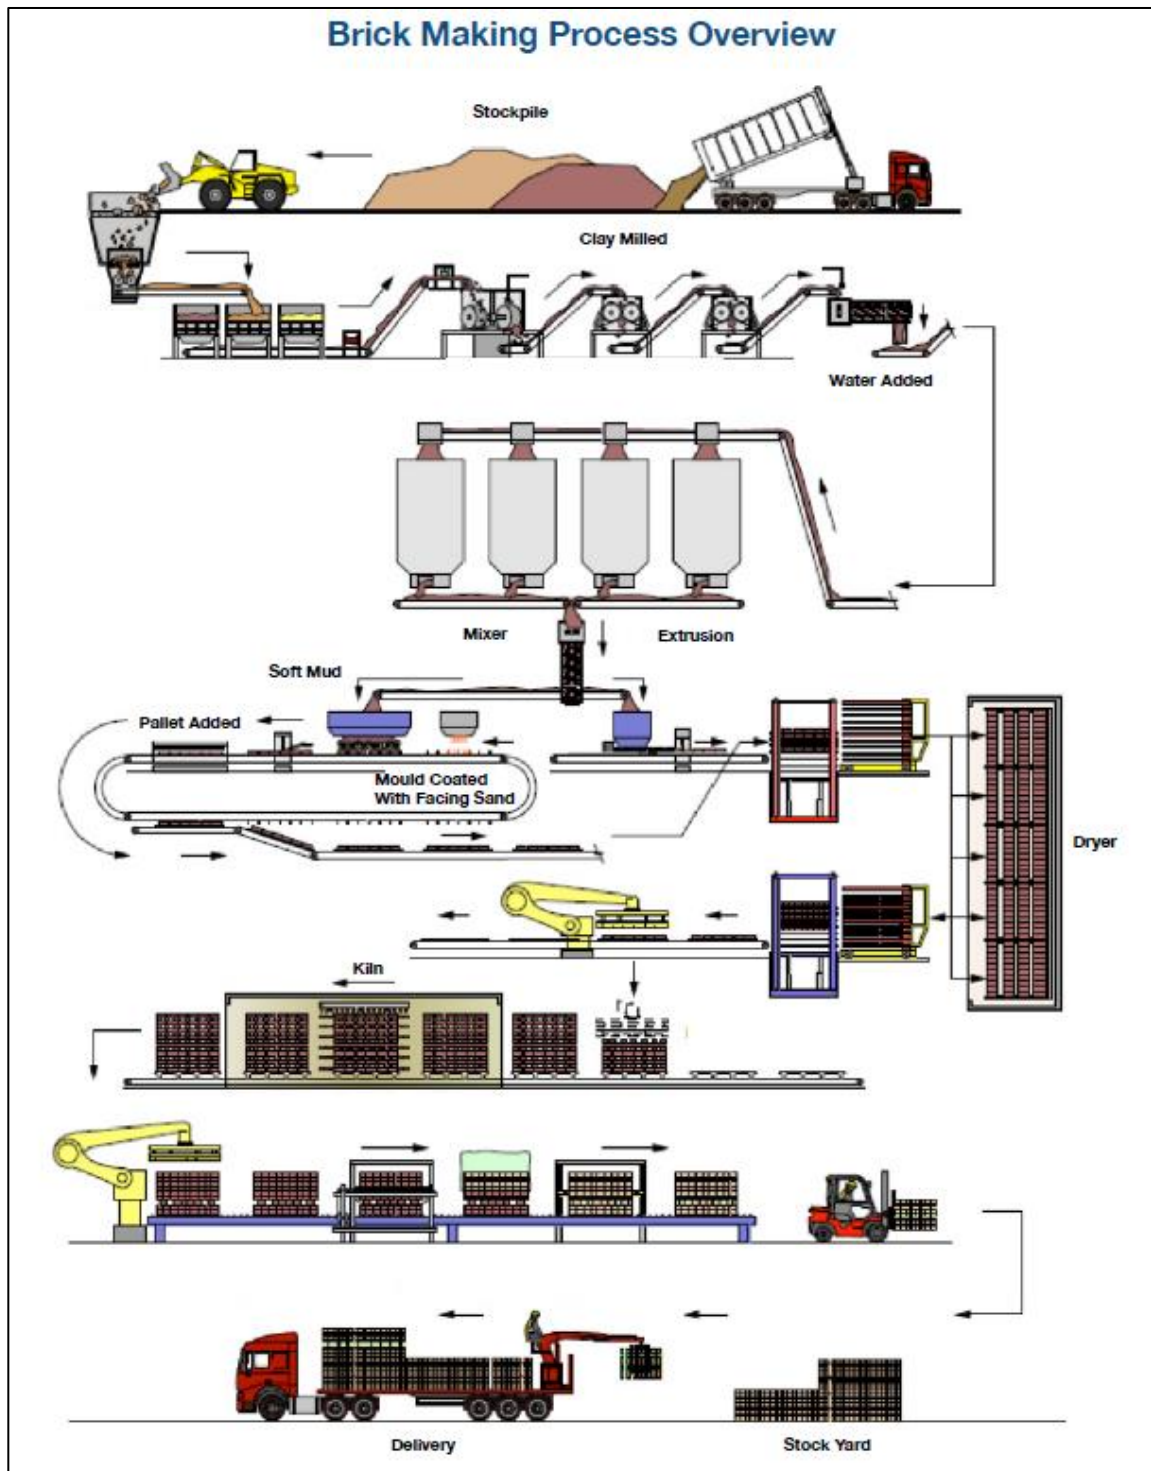 Brick Making Process Overview
Stockpile
Clay Milled
Water Added
Mixer
Extrusion
Soft Mud
Pallet Added
Mould Coated
With Facing Sand
Dryer
Kiln
Delivery
Stock Yard